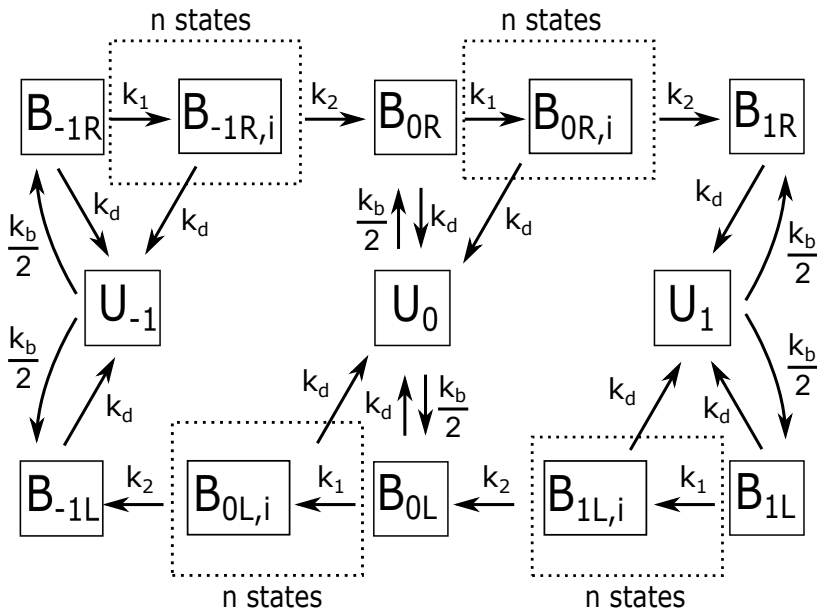 n states n states
B-1R k1 B-1R,i k2 B0R k1 B0R,i k2 B1R
kd kd kb/2 kd kd kd
kb/2 kb/2
U-1 U0 U1
kb/2 kb/2
kd kd kd kb/2 kd kd
B-1L k2 B0L,i k1 B0L k2 B1L,i k1 B1L
n states n states